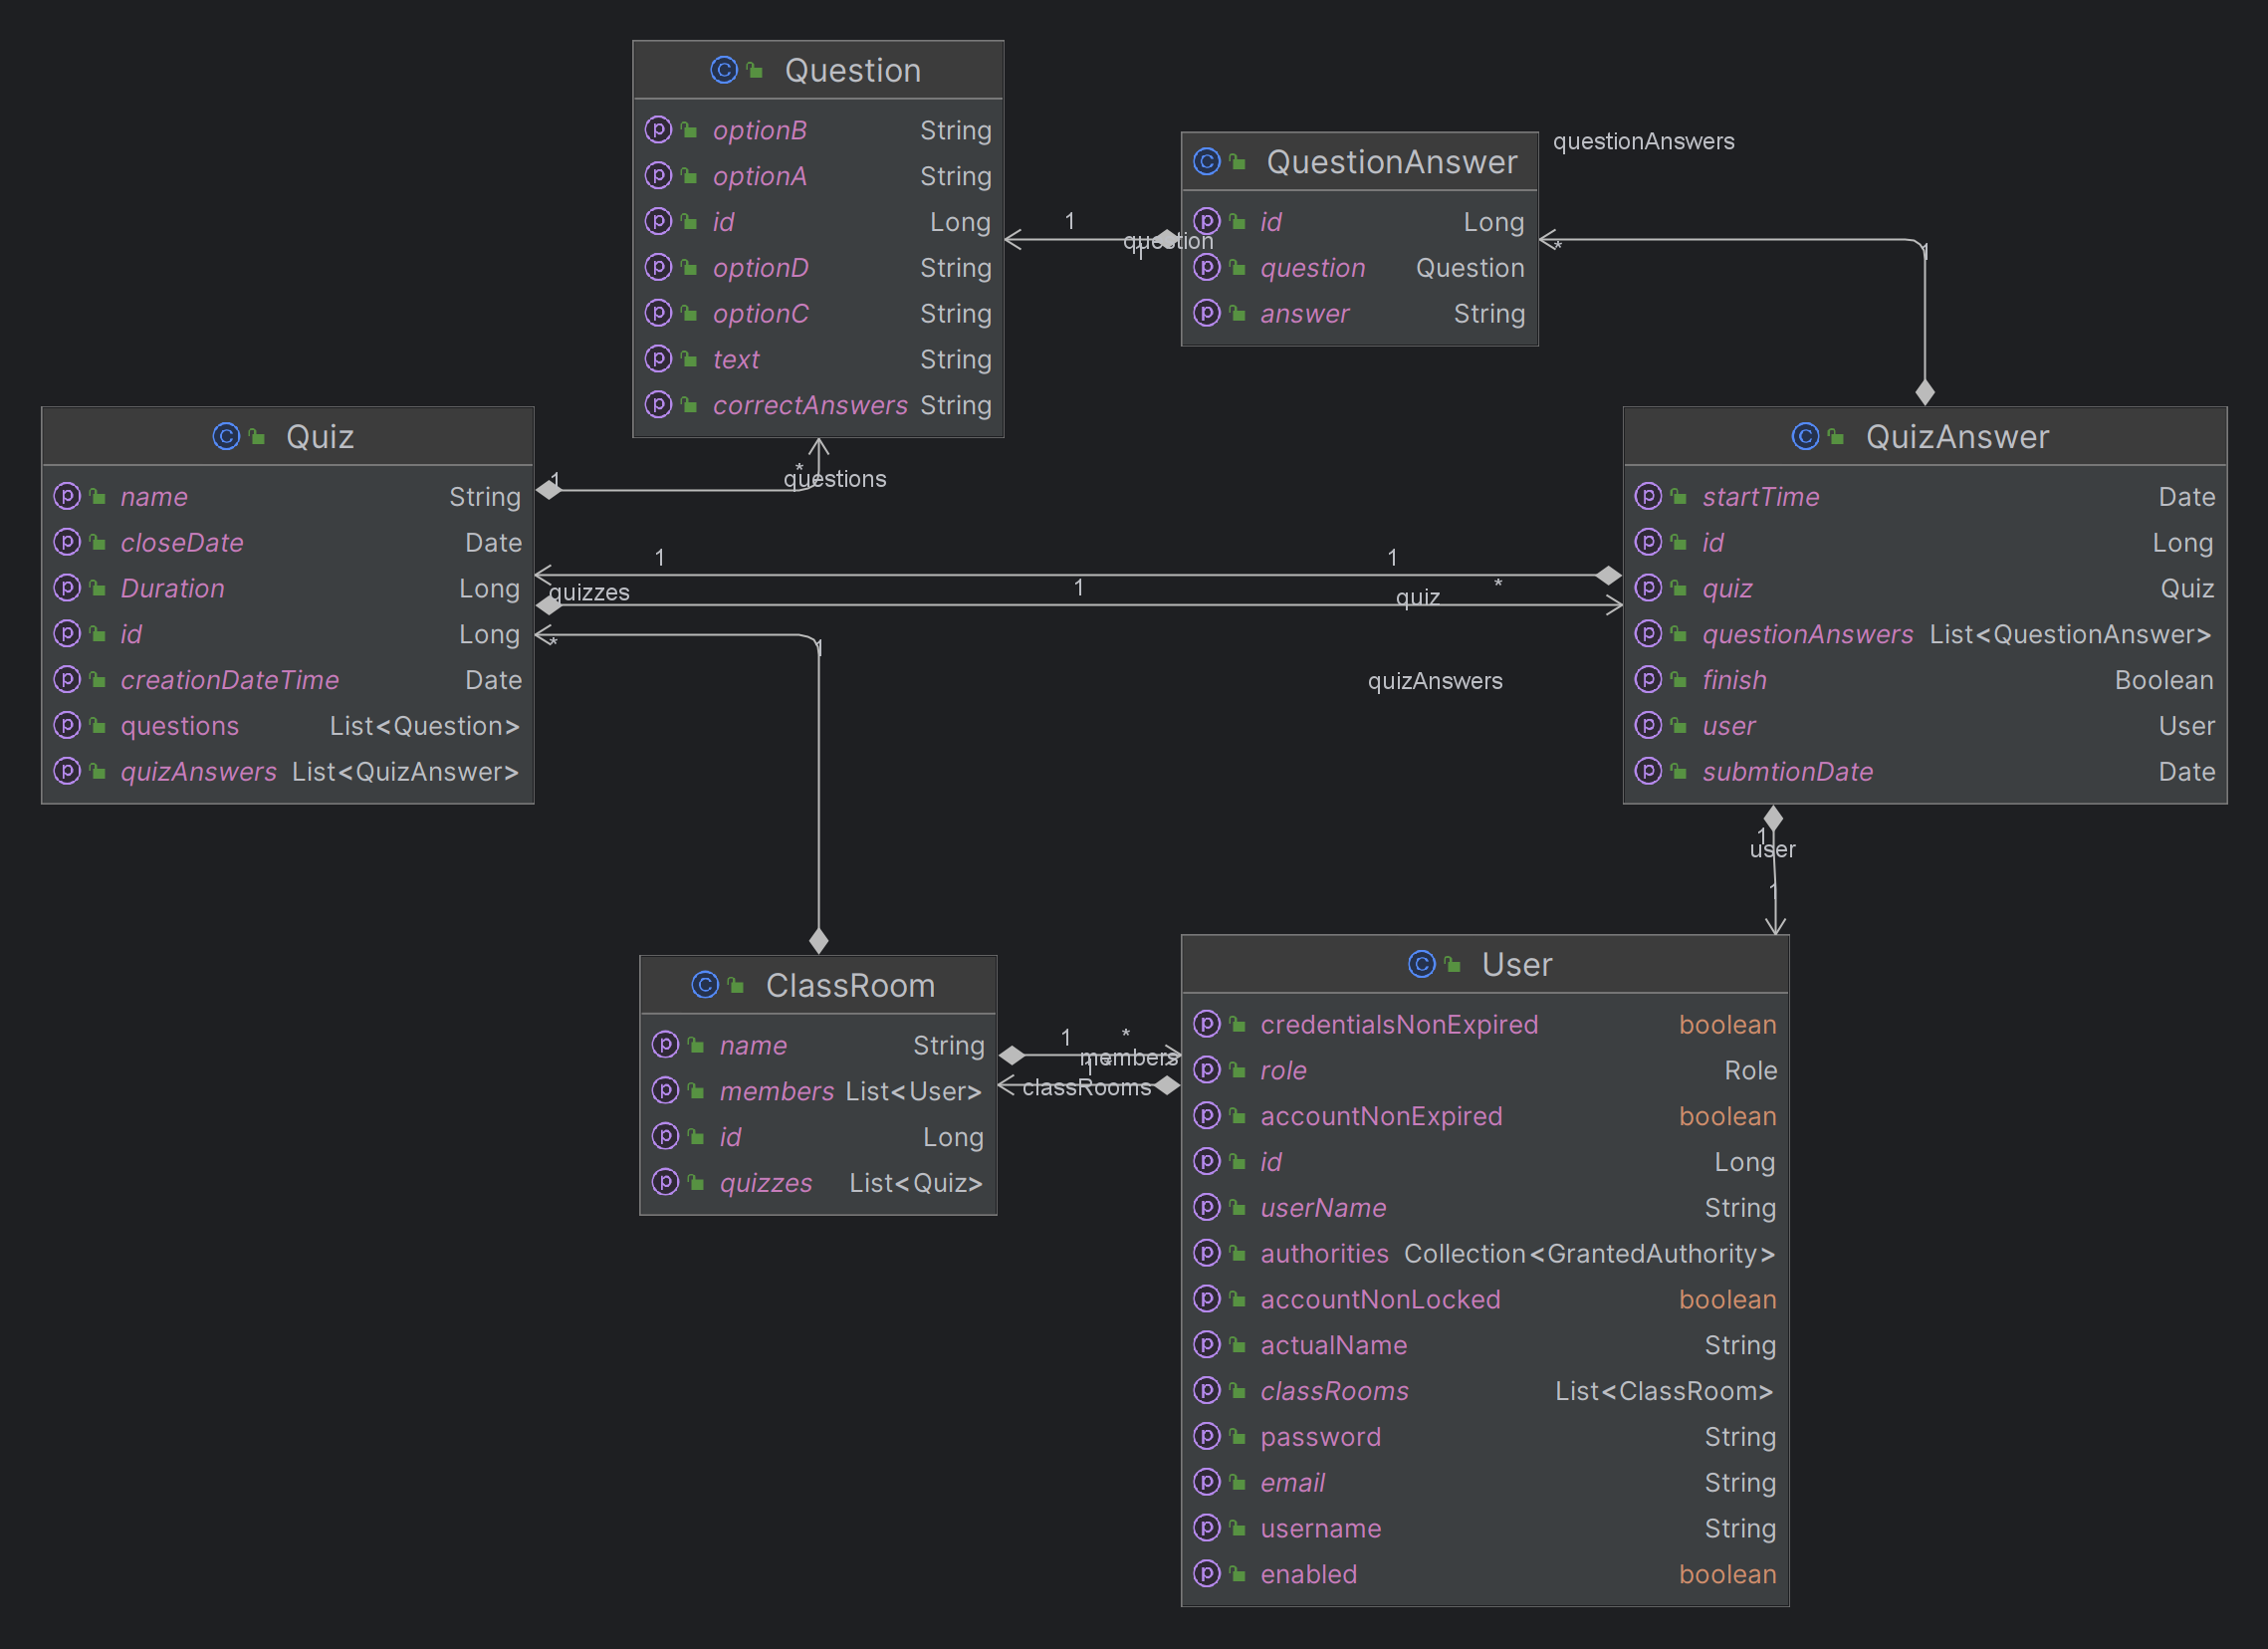 Question
optionB String
optionA String
id Long
optionD String
optionC String
text String
correctAnswers String
QuestionAnswer
id Long
question Question
answer String
questionAnswers
1
question
1
*
1
Quiz
name String
closeDate Date
Duration Long
id Long
creationDateTime Date
questions List<Question>
quizAnswers List<QuizAnswer>
1
*
questions
QuizAnswer
startTime Date
id Long
quiz Quiz
questionAnswers List<QuestionAnswer>
finish Boolean
user User
submtionDate Date
1
1
quizzes
1
*
quiz
*
1
quizAnswers
1
user
1
ClassRoom
name String
members List<User>
id Long
quizzes List<Quiz>
1
*
members
1
*
classRooms
User
credentialsNonExpired boolean
role Role
accountNonExpired boolean
id Long
userName String
authorities Collection<GrantedAuthority>
accountNonLocked boolean
actualName String
classRooms List<ClassRoom>
password String
email String
username String
enabled boolean